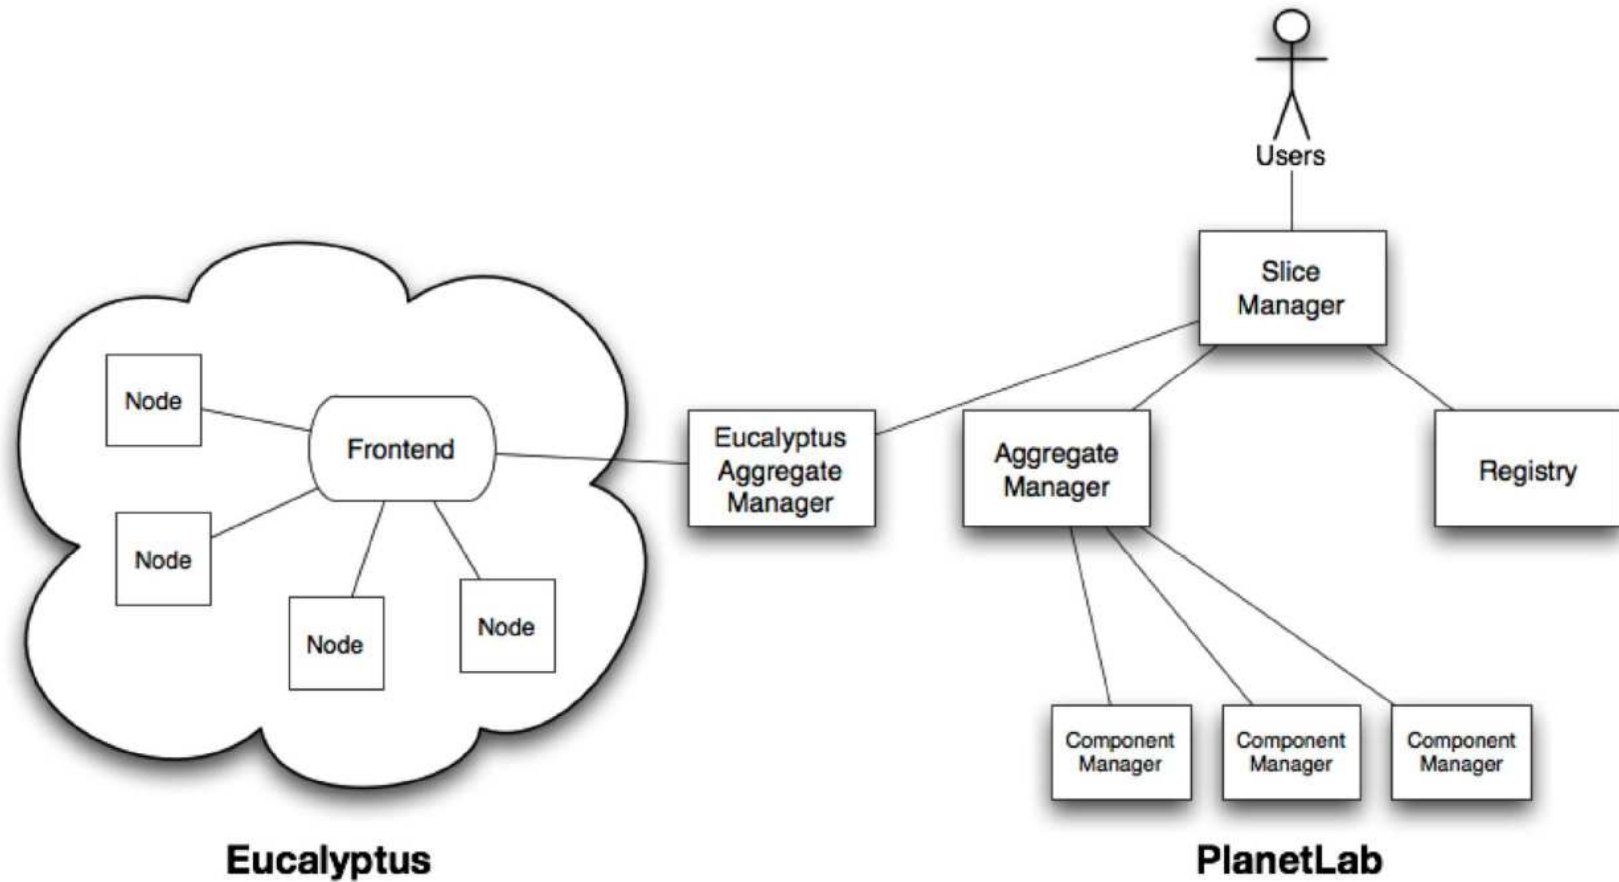 Users
Slice
Manager
Node
Frontend
Eucalyptus
Aggregate
Manager
Aggregate
Manager
Registry
Node
Node
Node
Component
Manager
Component
Manager
Component
Manager
Eucalyptus
PlanetLab